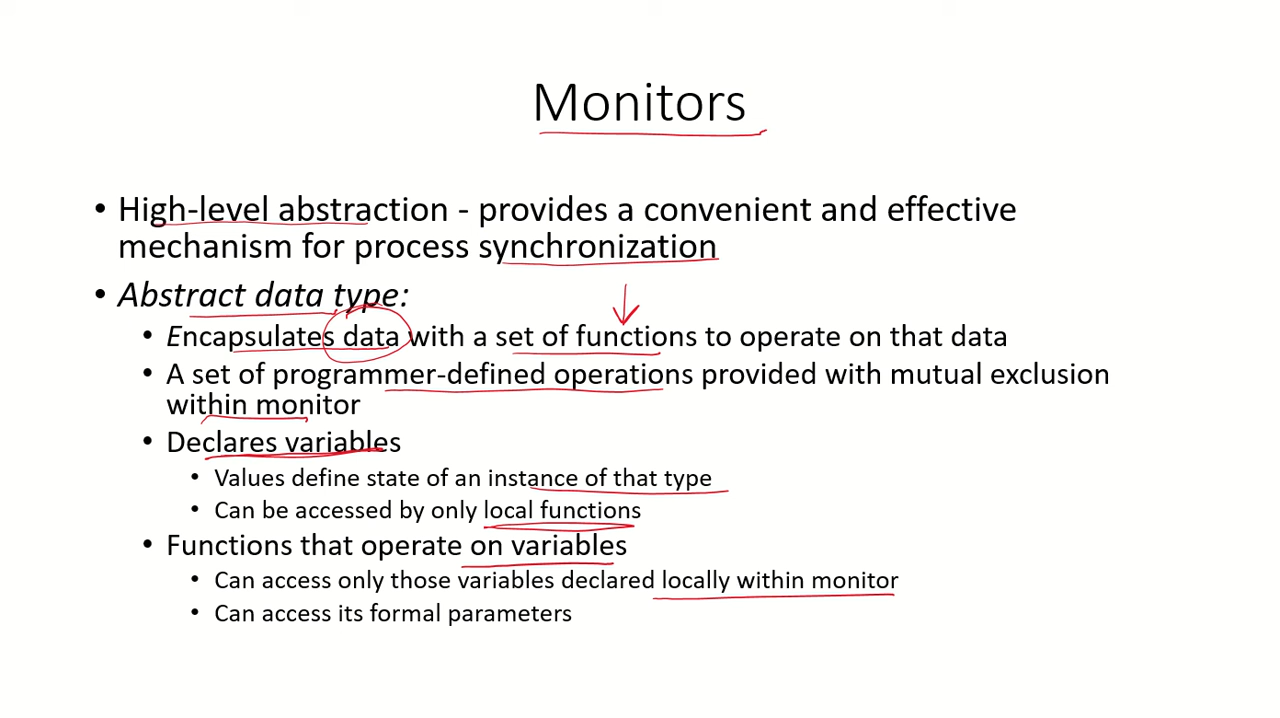 Monitors
• High-level abstraction - provides a convenient and effective
mechanism for process synchronization
• Abstract data type:
• Encapsulates data with a set of functions to operate on that data
• A set of programmer-defined operations provided with mutual exclusion
within monitor
• Declares variables
• Values define state of an instance of that type
• Can be accessed by only local functions
• Functions that operate on variables
• Can access only those variables declared locally within monitor
• Can access its formal parameters